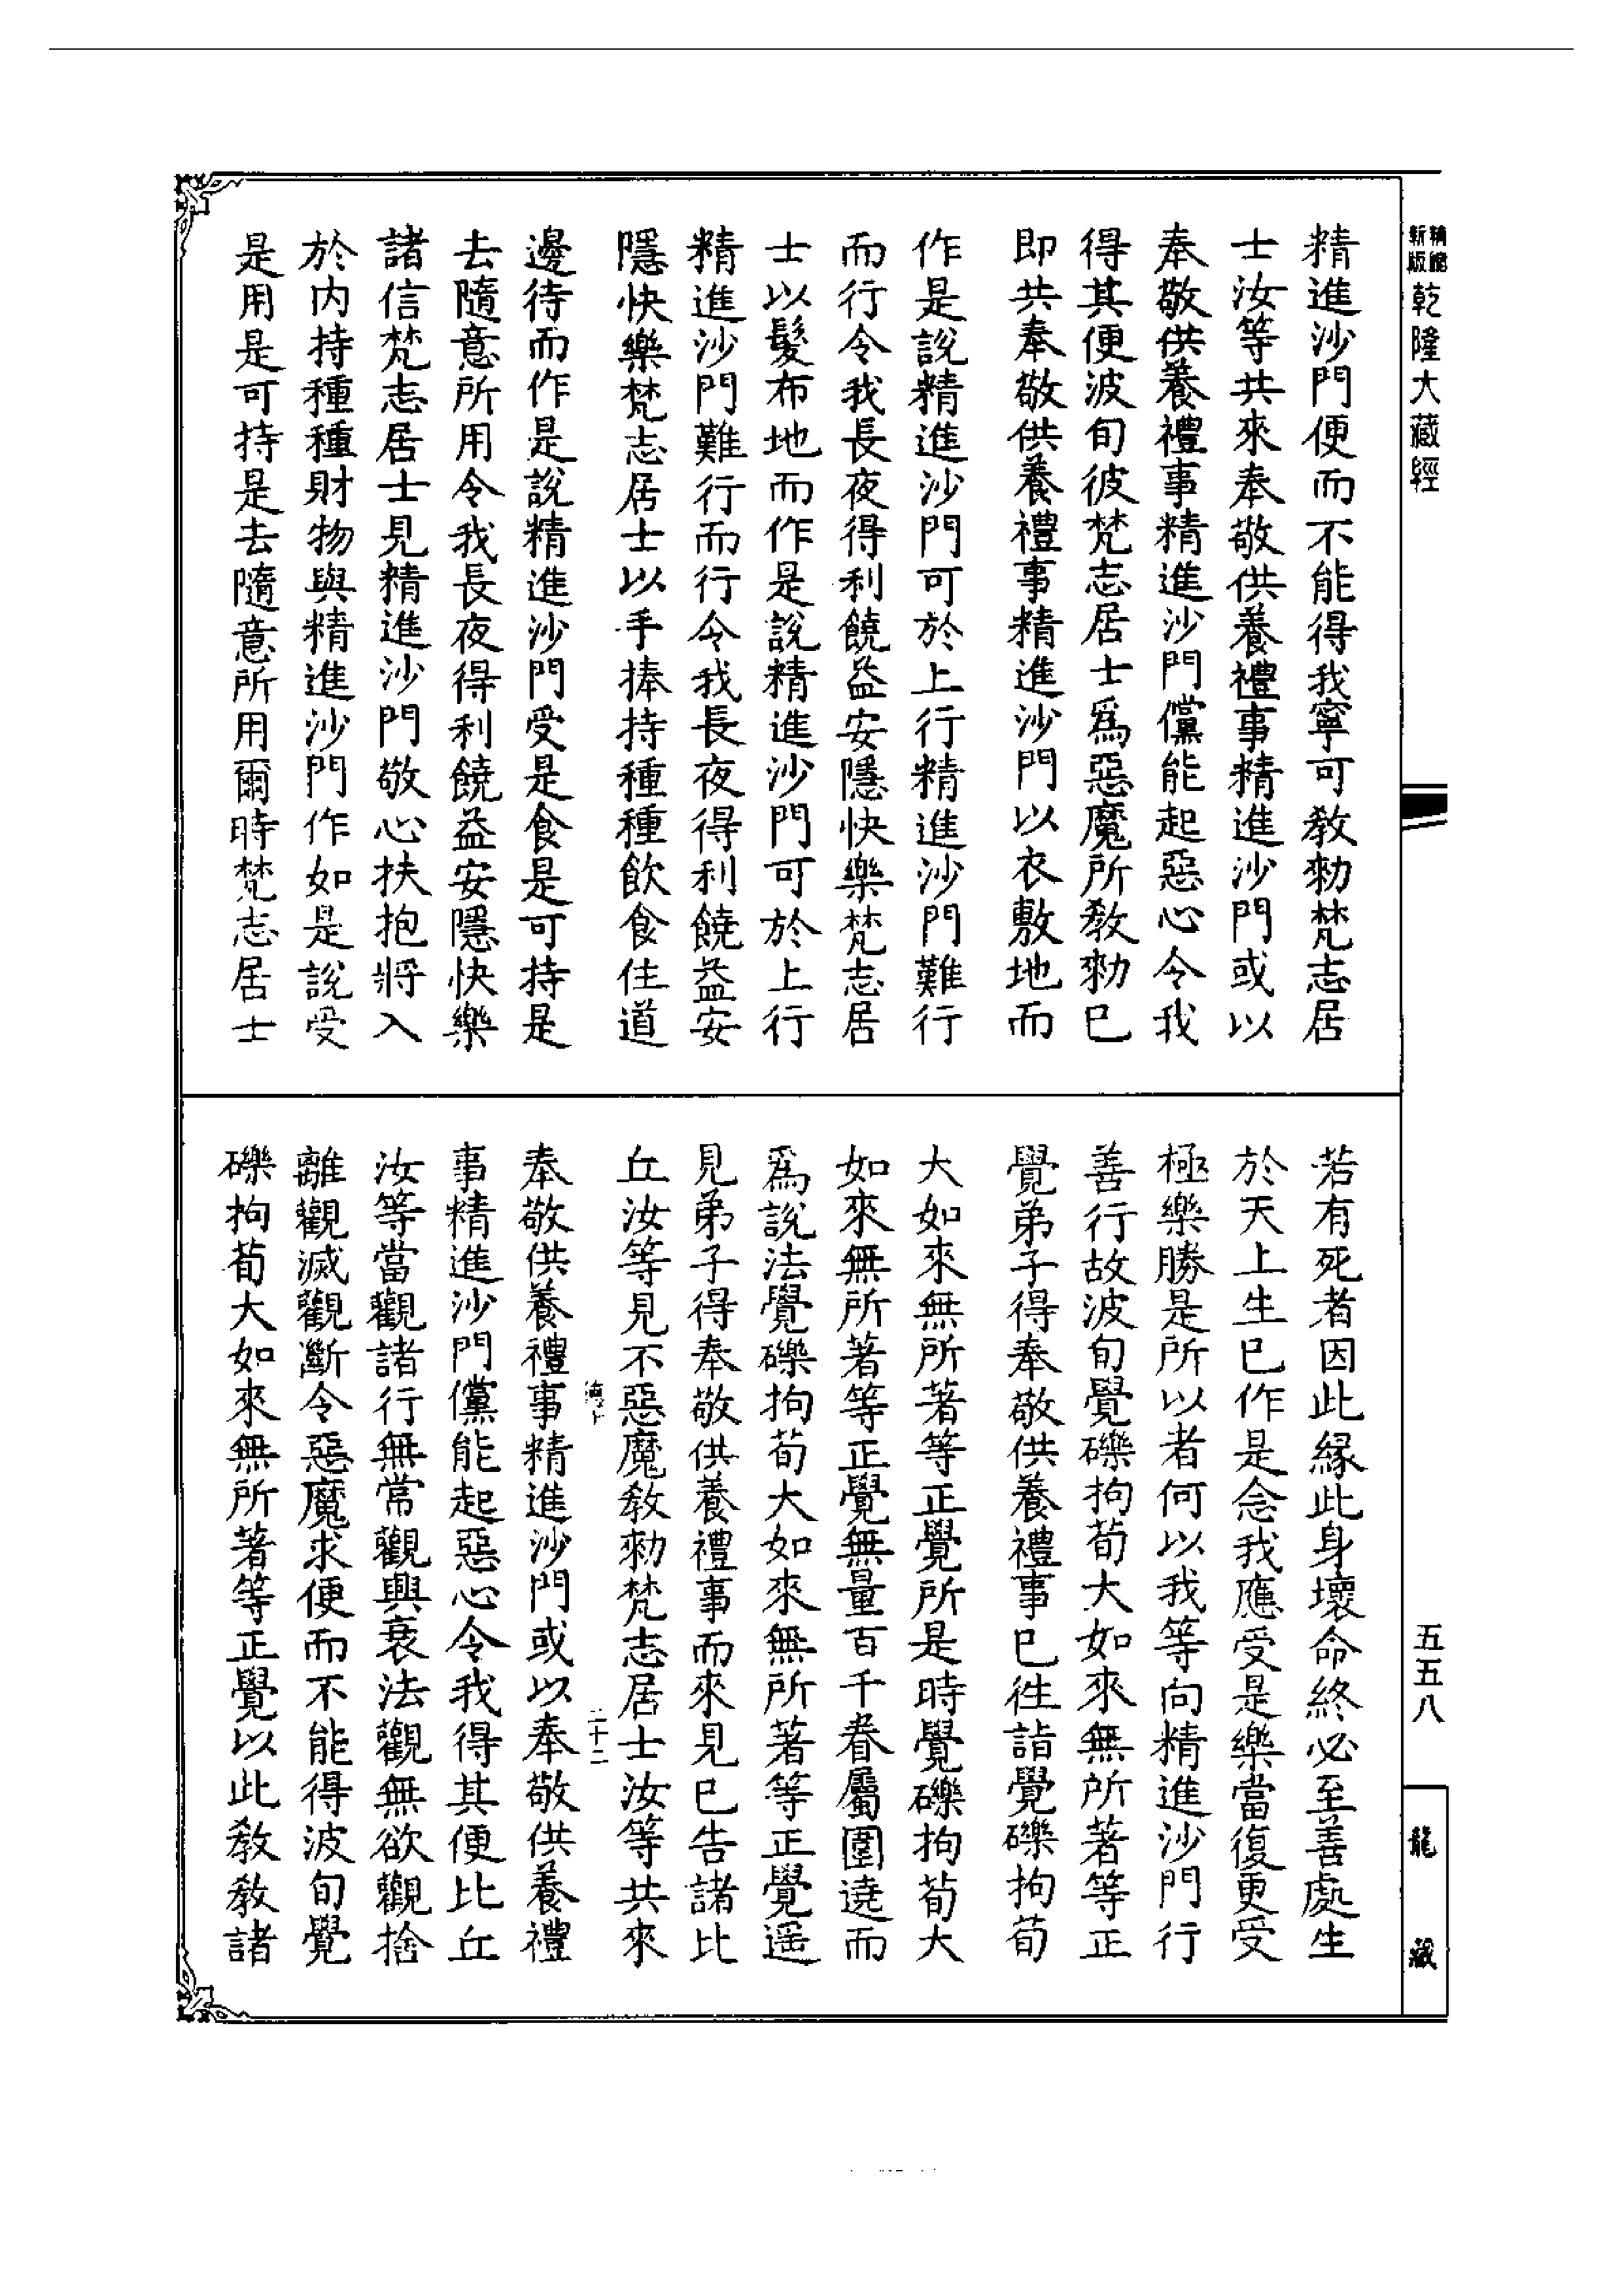 新版
乾隆大藏經
五五八
龍藏
精進沙門便而不能得我寧可教勑梵志居
士汝等共來奉敬供養禮事精進沙門或以
奉敬供養禮事精進沙門儻能起惡心令我
得其便波旬彼梵志居士爲惡魔所教勑已
即共奉敬供養禮事精進沙門以衣敷地而
作是說精進沙門可於上行精進沙門難行
而行令我長夜得利饒益安隱快樂梵志居
士以髮布地而作是說精進沙門可於上行
精進沙門難行而行令我長夜得利饒益安
隱快樂梵志居士以手捧持種種飲食住道
邊待而作是說精進沙門受是食是可持是
去隨意所用令我長夜得利饒益安隱快樂
諸信梵志居士見精進沙門敬心扶抱將入
於内持種種財物與精進沙門作如是說受
是用是可持是去隨意所用爾時梵志居士
若有死者因此緣此身壞命終必至善處生
於天上生已作是念我應受是樂當復更受
極樂勝是所以者何以我等向精進沙門行
善行故波旬覺礫拘荀大如來無所著等正
覺弟子得奉敬供養禮事已往詣覺礫拘荀
大如來無所著等正覺所是時覺礫拘荀大
如來無所著等正覺無量百千眷屬圍遶而
爲說法覺礫拘荀大如來無所著等正覺遥
見弟子得奉敬供養禮事而來見已告諸比
丘汝等見不惡魔教勑梵志居士汝等共來
二十二
奉敬供養禮事精進沙門或以奉敬供養禮
事精進沙門儻能起惡心令我得其便比丘
汝等當觀諸行無常觀興衰法觀無欲觀捨
離觀滅觀斷令惡魔求便而不能得波旬覺
礫拘荀大如來無所著等正覺以此教教諸